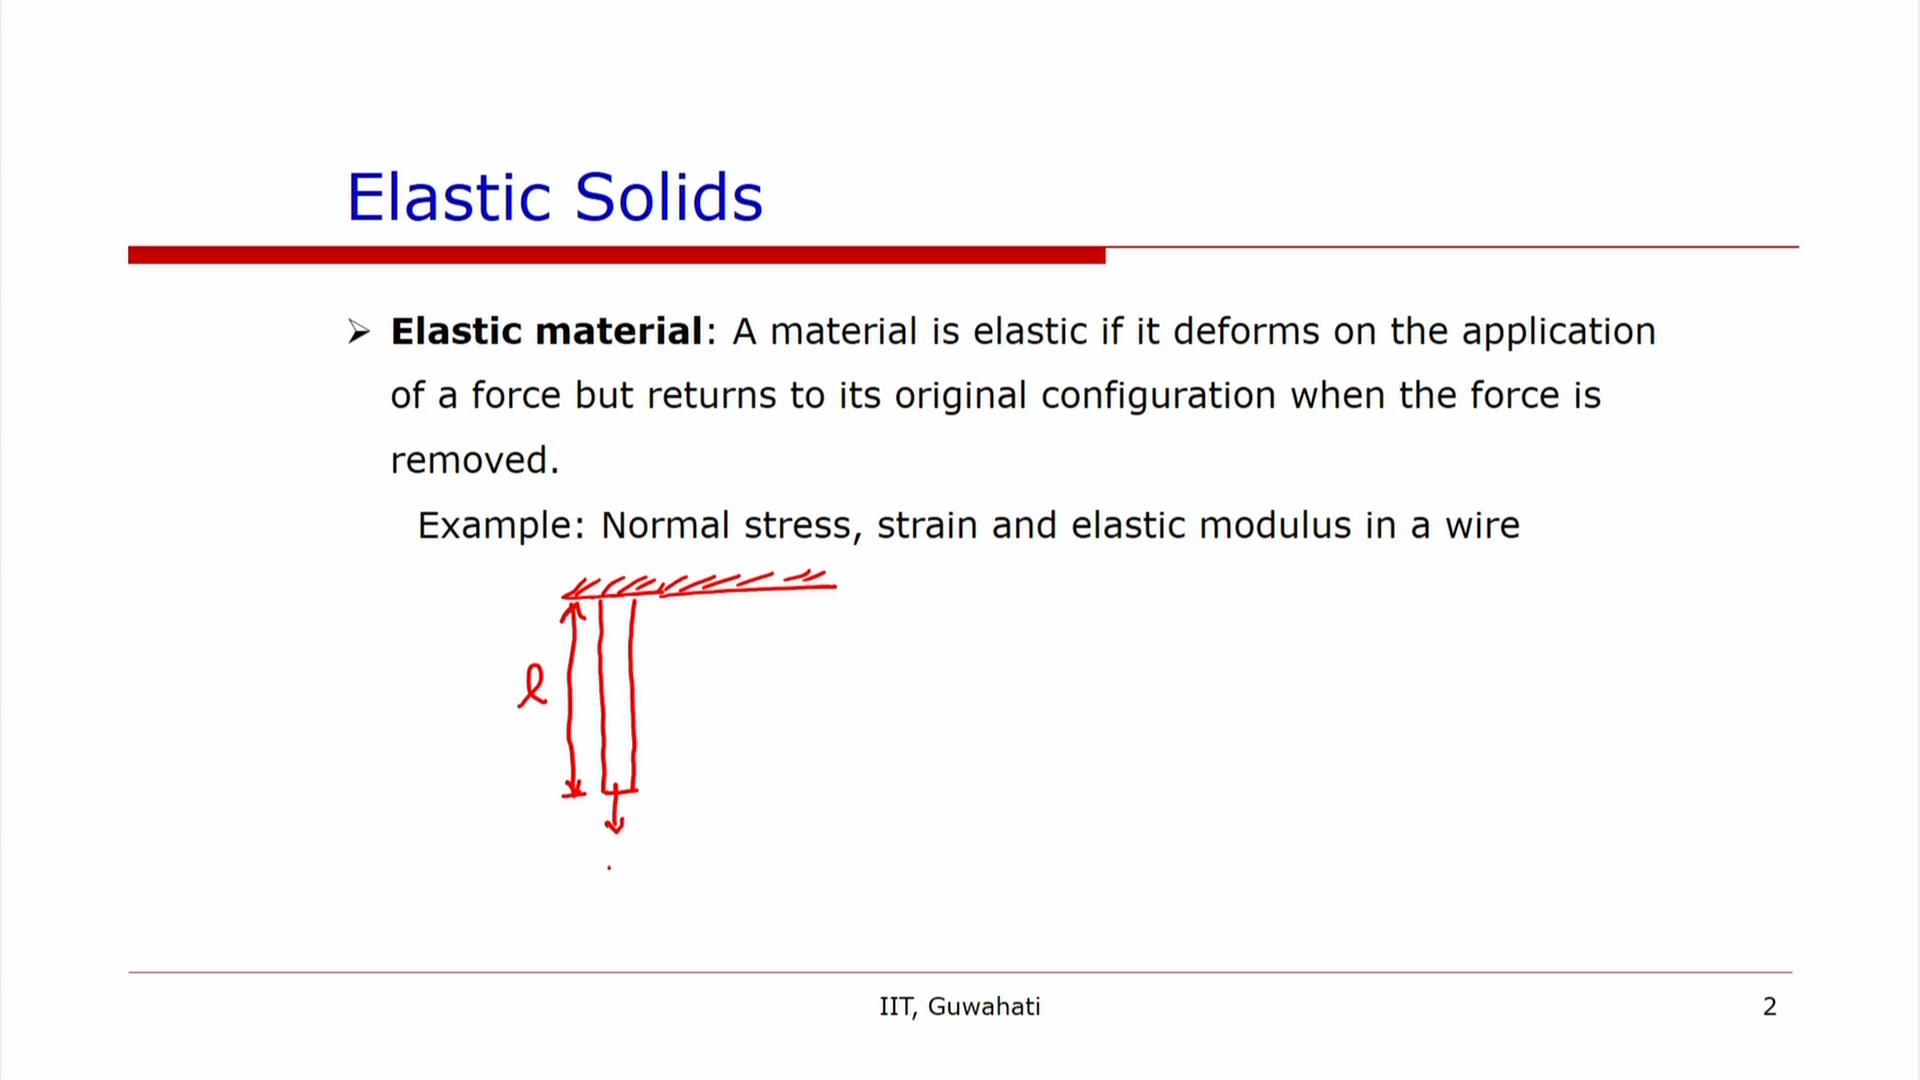 Elastic Solids
Elastic material: A material is elastic if it deforms on the application
of a force but returns to its original configuration when the force is
removed.
Example: Normal stress, strain and elastic modulus in a wire
l
IIT, Guwahati
2